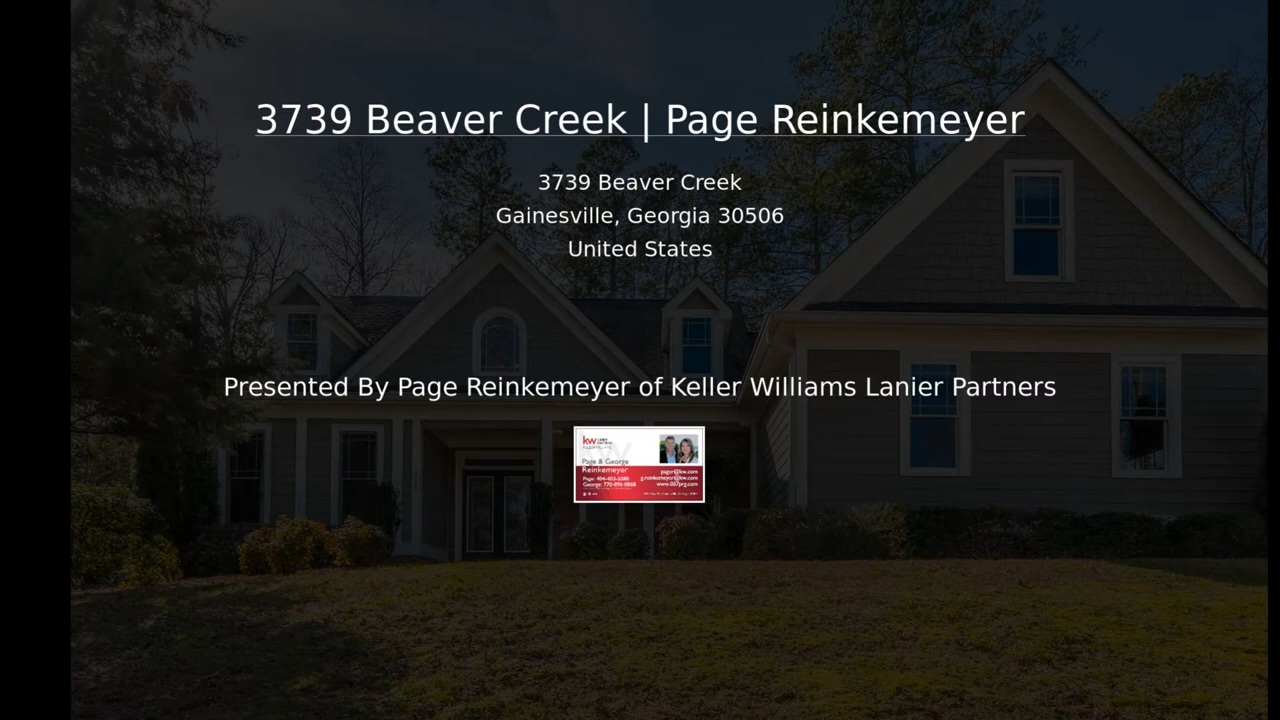 3739 Beaver Creek | Page Reinkemeyer
3739 Beaver Creek
Gainesville, Georgia 30506
United States
Presented By Page Reinkemeyer of Keller Williams Lanier Partners
kw
Page & George
Reinkemeyer